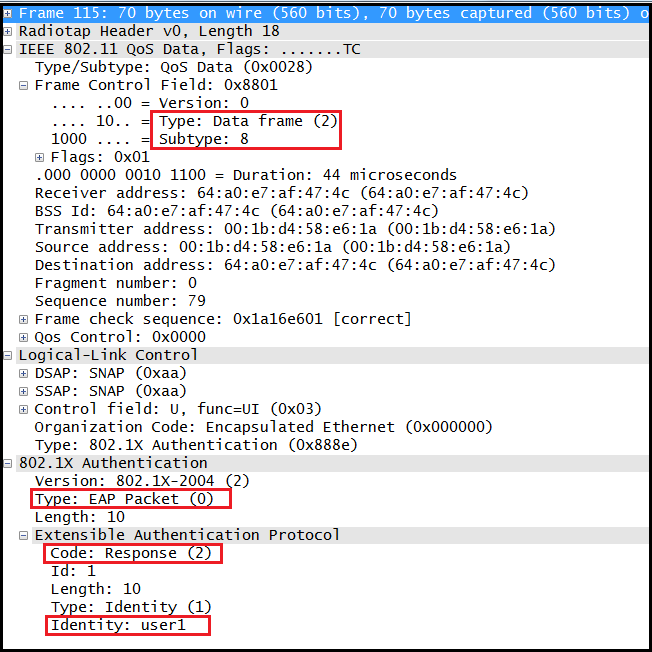 Frame 115: 70 bytes on wire (560 bits), 70 bytes captured (560 bits) o
Radiotap Header v0, Length 18
IEEE 802.11 QoS Data, Flags: .......TC
Type/Subtype: QoS Data (0x0028)
Frame Control Field: 0x8801
.... ..00 = Version: 0
.... 10.. = Type: Data frame (2)
1000 .... = Subtype: 8
Flags: 0x01
.000 0000 0010 1100 = Duration: 44 microseconds
Receiver address: 64:a0:e7:af:47:4c (64:a0:e7:af:47:4c)
BSS Id: 64:a0:e7:af:47:4c (64:a0:e7:af:47:4c)
Transmitter address: 00:1b:d4:58:e6:1a (00:1b:d4:58:e6:1a)
Source address: 00:1b:d4:58:e6:1a (00:1b:d4:58:e6:1a)
Destination address: 64:a0:e7:af:47:4c (64:a0:e7:af:47:4c)
Fragment number: 0
Sequence number: 79
Frame check sequence: 0x1a16e601 [correct]
Qos Control: 0x0000
Logical-Link Control
DSAP: SNAP (0xaa)
SSAP: SNAP (0xaa)
Control field: U, func=UI (0x03)
Organization Code: Encapsulated Ethernet (0x000000)
Type: 802.1X Authentication (0x888e)
802.1X Authentication
Version: 802.1X-2004 (2)
Type: EAP Packet (0)
Length: 10
Extensible Authentication Protocol
Code: Response (2)
Id: 1
Length: 10
Type: Identity (1)
Identity: user1